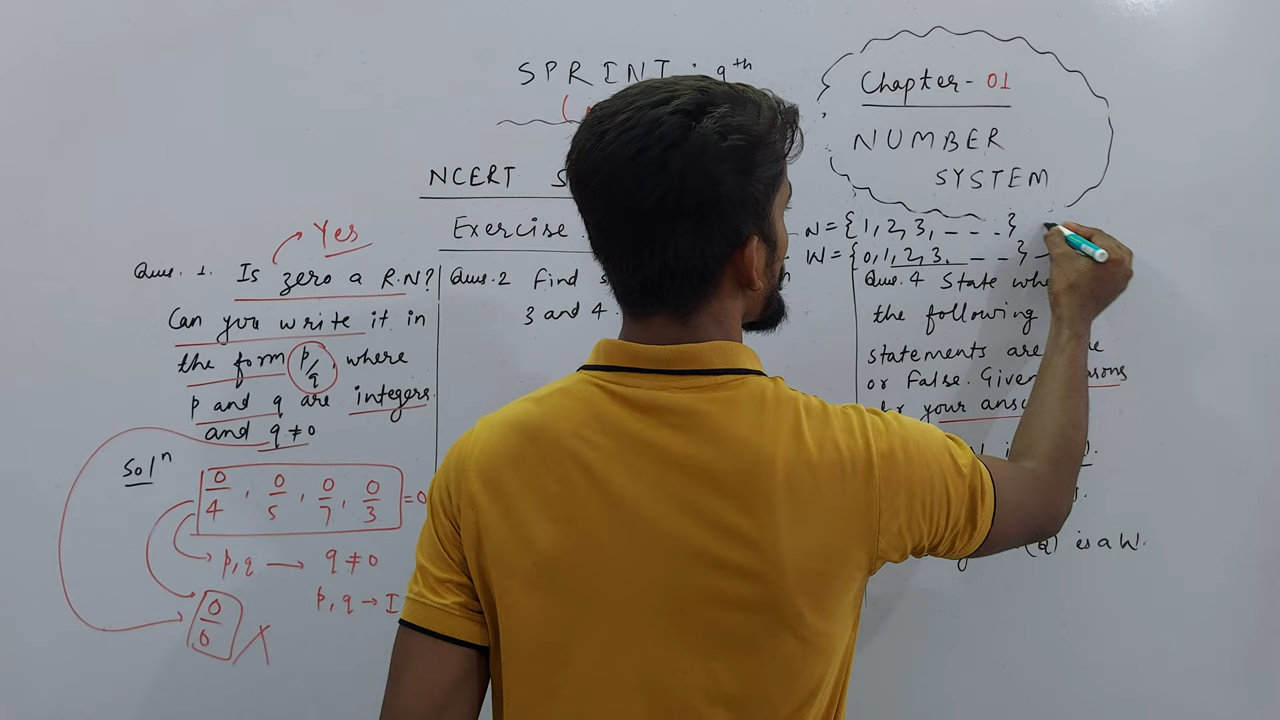 SPRINT : 9th
Chapter - 01
NUMBER
SYSTEM
NCERT S
Exercise
N = {1, 2, 3, - - - .}
W = {0, 1, 2, 3, - - -}
Yes
Ques. 1. Is zero a R.N?
Can you write it in
the form p/q, where
p and q are integers
and q ≠ 0
Solⁿ
0/4, 0/5, 0/7, 0/3 = 0
p, q → q ≠ 0
p, q → I
0/0 X
Ques. 2 Find
3 and 4.
Ques. 4 State
the following
statements are
or False. Given
your
(Q) is a W.